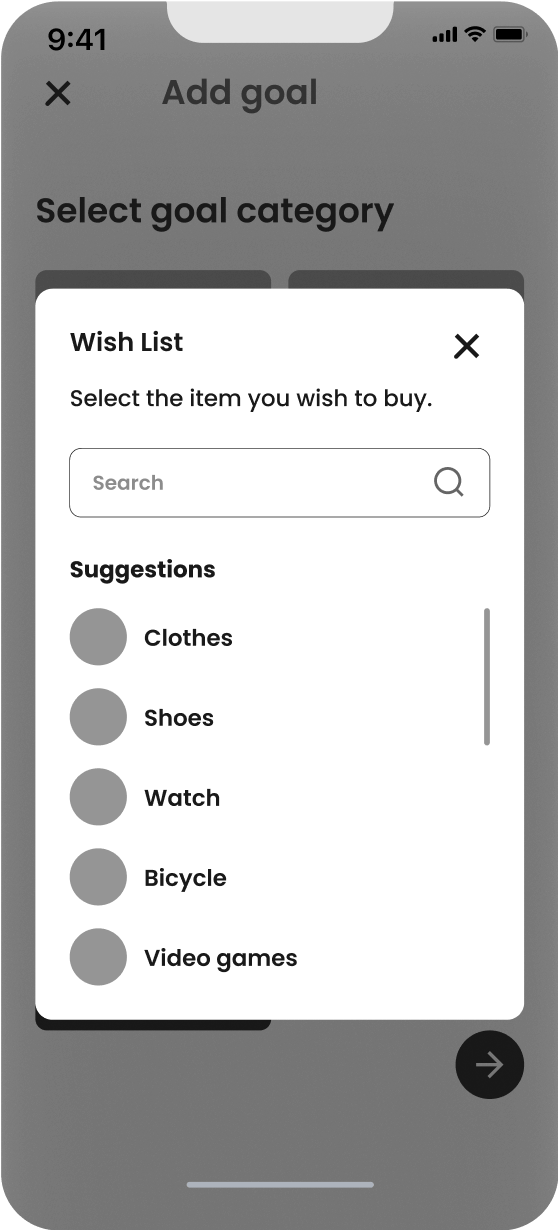 9:41
Add goal
Select goal category
Wish List
Select the item you wish to buy.
Search
Suggestions
Clothes
Shoes
Watch
Bicycle
Video games